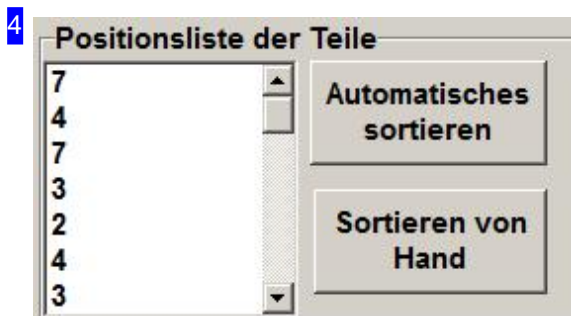 4
Positionsliste der Teile
7
4
7
3
2
4
3
Automatisches
sortieren
Sortieren von
Hand